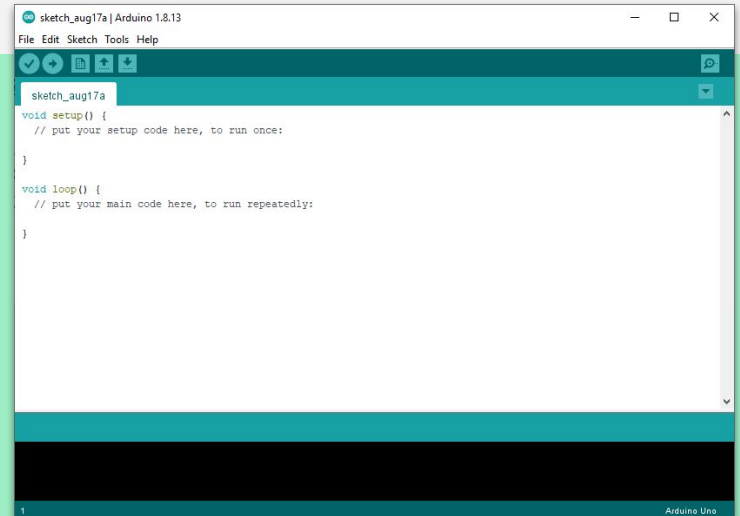 sketch_aug17a | Arduino 1.8.13
File Edit Sketch Tools Help
sketch_aug17a
void setup() {
  // put your setup code here, to run once:
}
void loop() {
  // put your main code here, to run repeatedly:
}
1
Arduino Uno